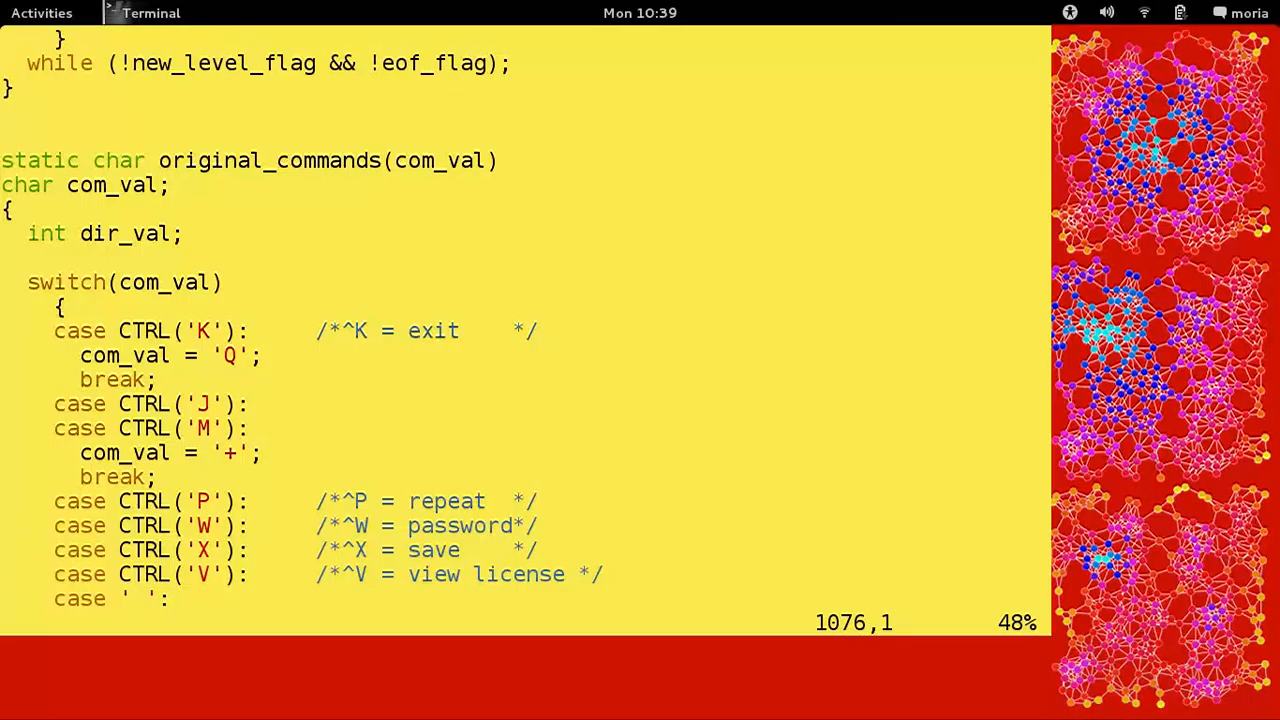 Activities Terminal Mon 10:39 moria
}
while (!new_level_flag && !eof_flag);
}
static char original_commands(com_val)
char com_val;
{
int dir_val;
switch(com_val)
{
case CTRL('K'): /*^K = exit */
com_val = 'Q';
break;
case CTRL('J'):
case CTRL('M'):
com_val = '+';
break;
case CTRL('P'): /*^P = repeat */
case CTRL('W'): /*^W = password*/
case CTRL('X'): /*^X = save */
case CTRL('V'): /*^V = view license */
case ' ':
1076,1 48%